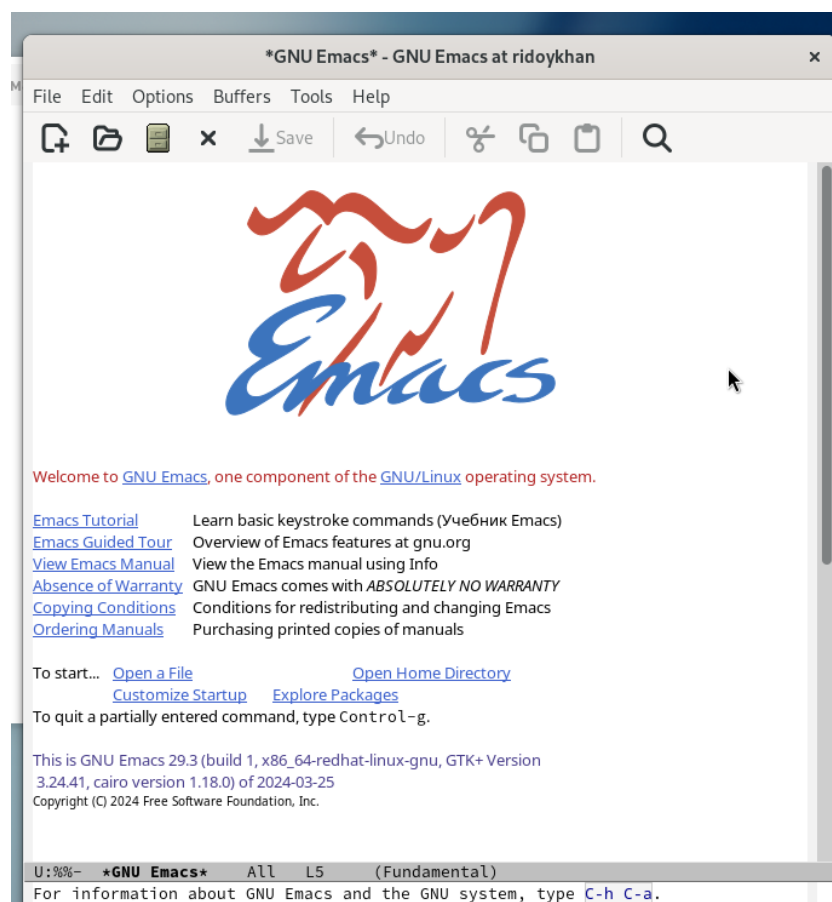 *GNU Emacs* - GNU Emacs at ridoykhan
M
File Edit Options Buffers Tools Help
Save Undo
Emacs
Welcome to GNU Emacs, one component of the GNU/Linux operating system.
Emacs Tutorial Learn basic keystroke commands (Учебник Emacs)
Emacs Guided Tour Overview of Emacs features at gnu.org
View Emacs Manual View the Emacs manual using Info
Absence of Warranty GNU Emacs comes with ABSOLUTELY NO WARRANTY
Copying Conditions Conditions for redistributing and changing Emacs
Ordering Manuals Purchasing printed copies of manuals
To start... Open a File Open Home Directory
Customize Startup Explore Packages
To quit a partially entered command, type Control-g.
This is GNU Emacs 29.3 (build 1, x86_64-redhat-linux-gnu, GTK+ Version
3.24.41, cairo version 1.18.0) of 2024-03-25
Copyright (C) 2024 Free Software Foundation, Inc.
U:%%- *GNU Emacs* All L5 (Fundamental)
For information about GNU Emacs and the GNU system, type C-h C-a.